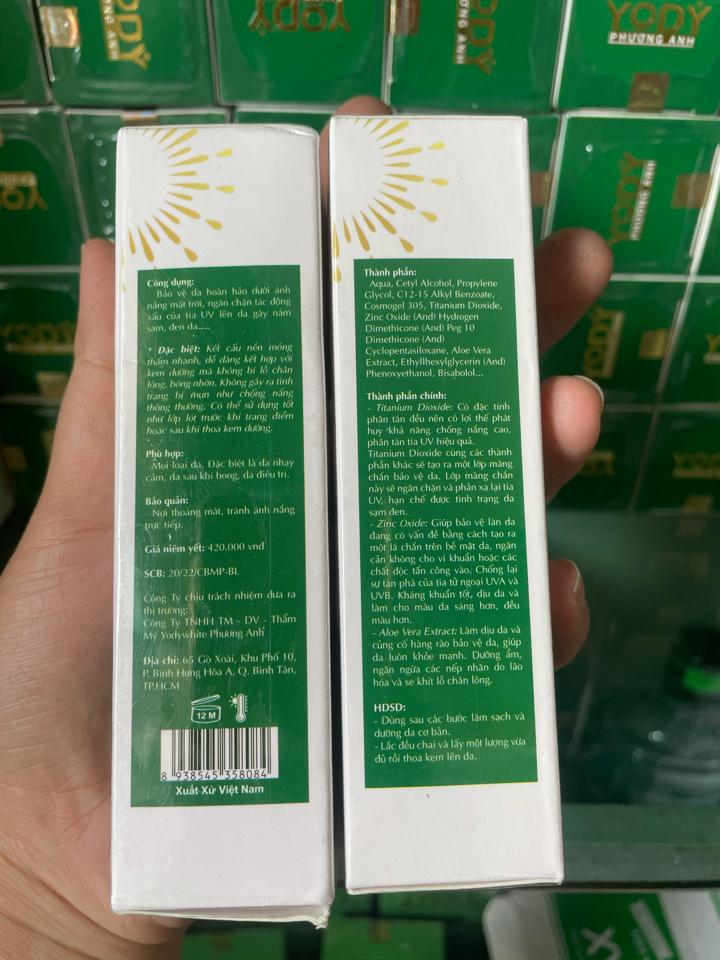 YODÝ
PHƯƠNG ANH
Công dụng:
Bảo vệ da hoàn hảo dưới ánh
nắng mặt trời, ngăn chặn tác động
xấu của tia UV lên da gây nám
sạm, đen da.....
* Đặc biệt: Kết cấu nền mỏng
thấm nhanh, dễ dàng kết hợp với
kem dưỡng mà không bị lỗ chân
lông, bóng nhờn. Không gây ra tình
trạng bị mụn như chống nắng
thông thường. Có thể sử dụng tốt
như lớp lót trước khi trang điểm
hoặc sau khi thoa kem dưỡng.
Phù hợp:
Mọi loại da. Đặc biệt là da nhạy
cảm, da sau khi bong, da điều trị.
Bảo quản:
Nơi thoáng mát, tránh ánh nắng
trực tiếp.
Giá niêm yết: 420.000 vnđ
SCB: 20/22/CBMP-BL
Công Ty chịu trách nhiệm đưa ra
thị trường:
Công Ty TNHH TM - DV - Thẩm
Mỹ Yodywhite Phương Anh
Địa chỉ: 65 Gò Xoài, Khu Phố 10,
P. Bình Hưng Hòa A, Q. Bình Tân,
TP.HCM
12 M
8 938545 358084
Xuất Xứ Việt Nam
Thành phần:
Aqua, Cetyl Alcohol, Propylene
Glycol, C12-15 Alkyl Benzoate,
Cosmogel 305, Titanium Dioxide,
Zinc Oxide (And) Hydrogen
Dimethicone (And) Peg 10
Dimethicone (And)
Cyclopentasiloxane, Aloe Vera
Extract, Ethyllhexylglycerin (And)
Phenoxyethanol, Bisabolol...
Thành phần chính:
- Titanium Dioxide: Có đặc tính
phân tán đều nên có lợi thế phát
huy khả năng chống nắng cao,
phân tán tia UV hiệu quả.
Titanium Dioxide cùng các thành
phần khác sẽ tạo ra một lớp màng
chắn bảo vệ da. Lớp màng chắn
này sẽ ngăn chặn và phản xạ lại tia
UV, hạn chế được tình trạng da
sạm đen.
- Zinc Oxide: Giúp bảo vệ làn da
đang có vấn đề bằng cách tạo ra
một lá chắn trên bề mặt da, ngăn
cản không cho vi khuẩn hoặc các
chất độc tấn công vào. Chống lại
sự tàn phá của tia tử ngoại UVA và
UVB. Kháng khuẩn tốt, dịu da và
làm cho màu da sáng hơn, đều
màu hơn.
- Aloe Vera Extract: Làm dịu da và
củng cố hàng rào bảo vệ da, giúp
da luôn khỏe mạnh. Dưỡng ẩm,
ngăn ngừa các nếp nhăn do lão
hóa và se khít lỗ chân lông.
HDSD:
- Dùng sau các bước làm sạch và
dưỡng da cơ bản.
- Lắc đều chai và lấy một lượng vừa
đủ rồi thoa kem lên da.